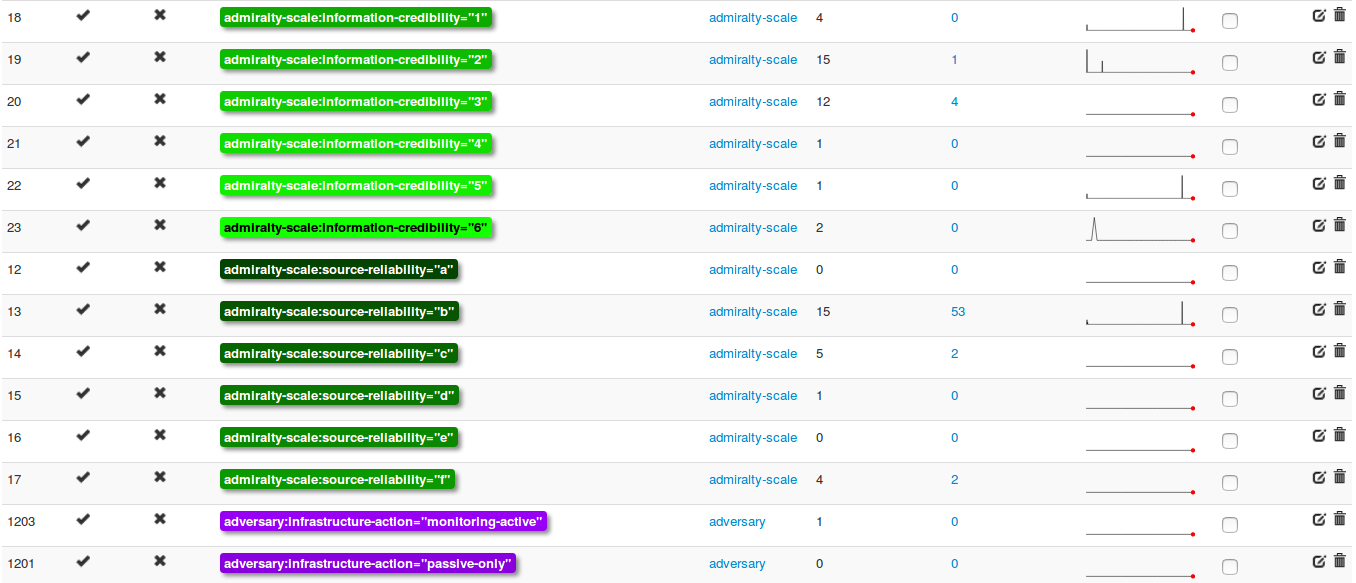 18 admiralty-scale:information-credibility="1" admiralty-scale 4 0
19 admiralty-scale:information-credibility="2" admiralty-scale 15 1
20 admiralty-scale:information-credibility="3" admiralty-scale 12 4
21 admiralty-scale:information-credibility="4" admiralty-scale 1 0
22 admiralty-scale:information-credibility="5" admiralty-scale 1 0
23 admiralty-scale:information-credibility="6" admiralty-scale 2 0
12 admiralty-scale:source-reliability="a" admiralty-scale 0 0
13 admiralty-scale:source-reliability="b" admiralty-scale 15 53
14 admiralty-scale:source-reliability="c" admiralty-scale 5 2
15 admiralty-scale:source-reliability="d" admiralty-scale 1 0
16 admiralty-scale:source-reliability="e" admiralty-scale 0 0
17 admiralty-scale:source-reliability="f" admiralty-scale 4 2
1203 adversary:infrastructure-action="monitoring-active" adversary 1 0
1201 adversary:infrastructure-action="passive-only" adversary 0 0